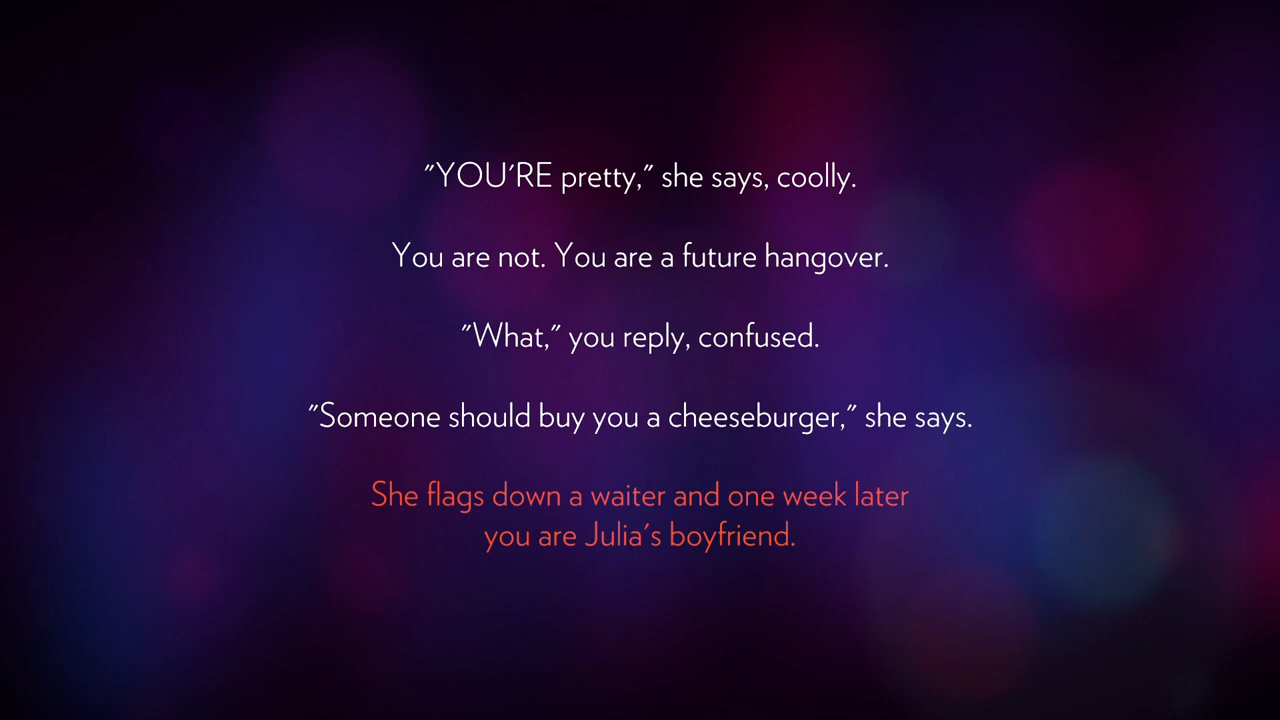 "YOU'RE pretty," she says, coolly.
You are not. You are a future hangover.
"What," you reply, confused.
"Someone should buy you a cheeseburger," she says.
She flags down a waiter and one week later
you are Julia's boyfriend.